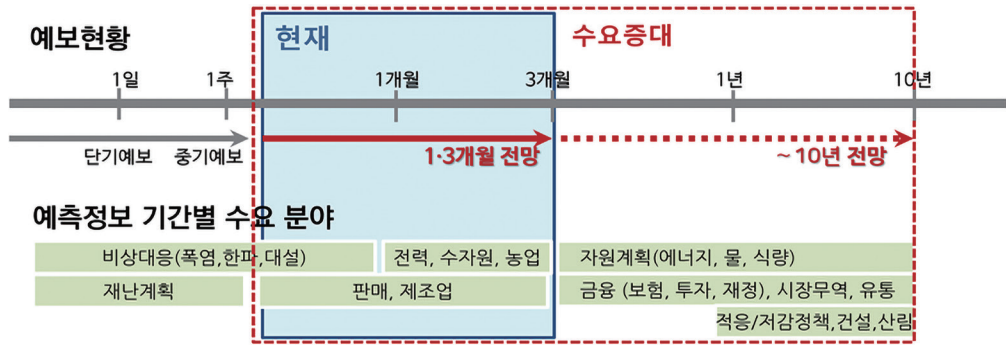 예보현황
현재
수요증대
1일 1주 1개월 3개월 1년 10년
단기예보 중기예보 1·3개월 전망 ~ 10년 전망
예측정보 기간별 수요 분야
비상대응(폭염,한파,대설) 전력, 수자원, 농업 자원계획(에너지, 물, 식량)
재난계획 판매, 제조업 금융 (보험, 투자, 재정), 시장무역, 유통
적응/저감정책,건설,산림